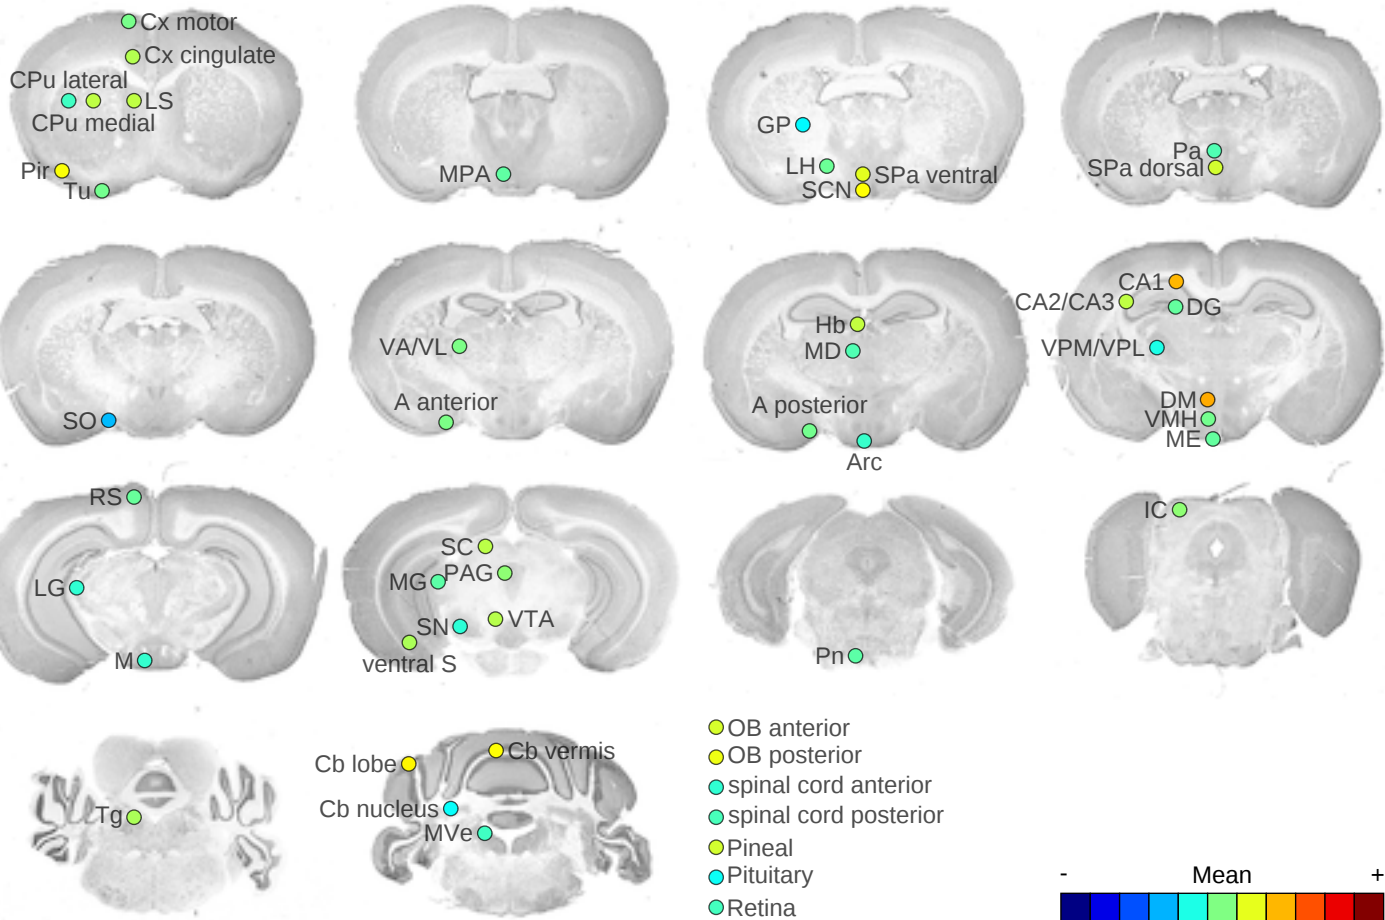 Cx motor
Cx cingulate
CPu lateral
LS
CPu medial
Pir
Tu
MPA
GP
LH
SPa ventral
SCN
Pa
SPa dorsal
SO
VA/VL
A anterior
Hb
MD
A posterior
Arc
CA1
CA2/CA3
DG
VPM/VPL
DM
VMH
ME
RS
LG
M
SC
MG
PAG
SN
VTA
ventral S
Pn
IC
Tg
Cb lobe
Cb vermis
Cb nucleus
MVe
OB anterior
OB posterior
spinal cord anterior
spinal cord posterior
Pineal
Pituitary
Retina
- Mean +